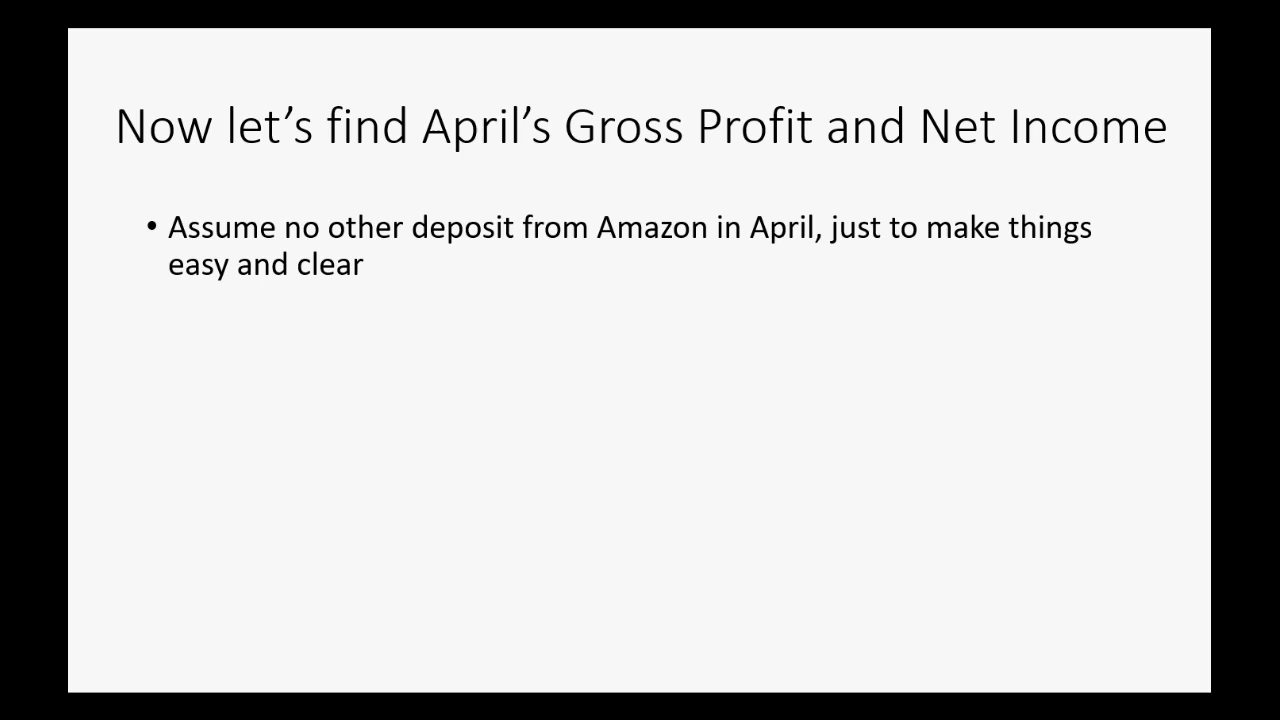 Now let’s find April’s Gross Profit and Net Income
• Assume no other deposit from Amazon in April, just to make things
easy and clear